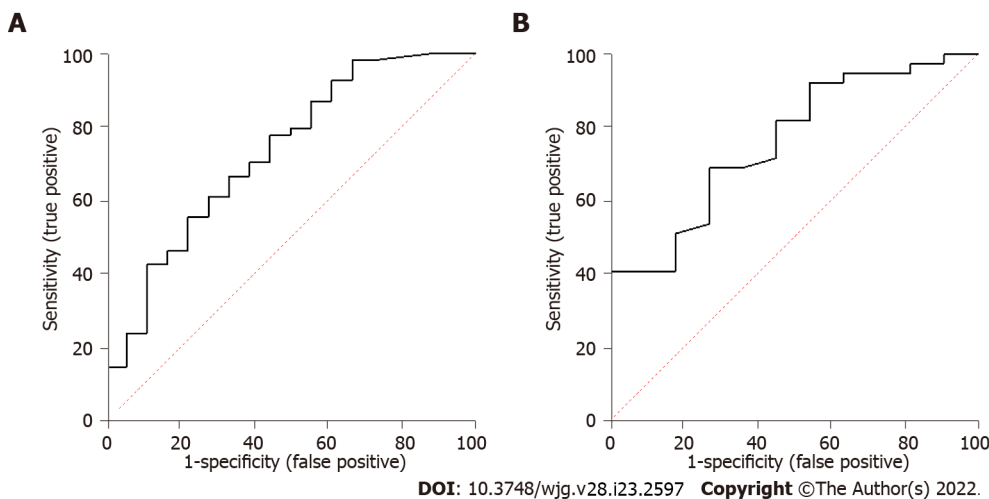 A
100
80
60
40
20
0
Sensitivity (true positive)
0 20 40 60 80 100
1-specificity (false positive)
B
100
80
60
40
20
0
Sensitivity (true positive)
0 20 40 60 80 100
1-specificity (false positive)
DOI: 10.3748/wjg.v28.i23.2597 Copyright ©The Author(s) 2022.